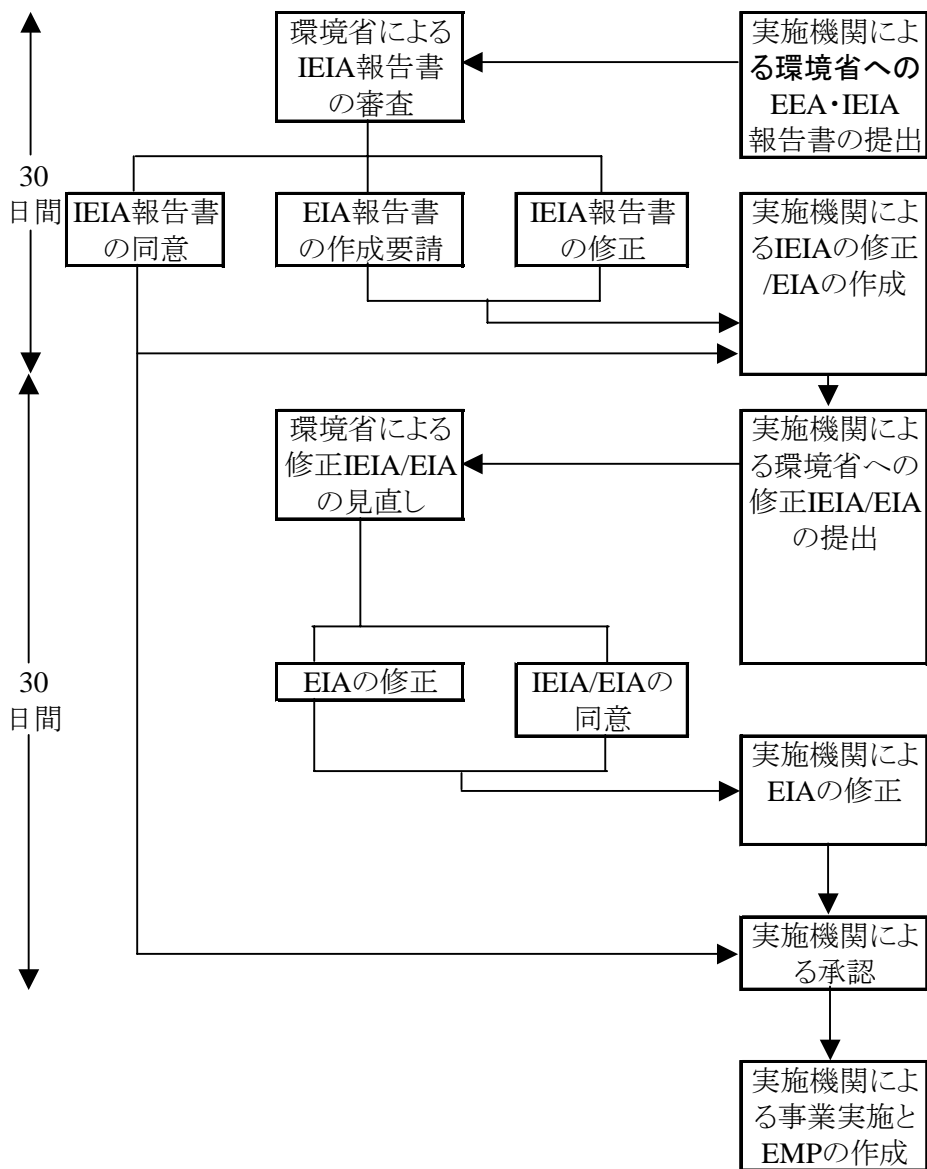 環境省による
IEIA報告書
の審査
実施機関によ
る環境省への
EEA・IEIA
報告書の提出
30
日間
IEIA報告書
の同意
EIA報告書
の作成要請
IEIA報告書
の修正
実施機関によ
るIEIAの修正
/EIAの作成
環境省による
修正IEIA/EIA
の見直し
実施機関によ
る環境省への
修正IEIA/EIA
の提出
30
日間
EIAの修正
IEIA/EIAの
同意
実施機関によ
EIAの修正
実施機関によ
る承認
実施機関によ
る事業実施と
EMPの作成